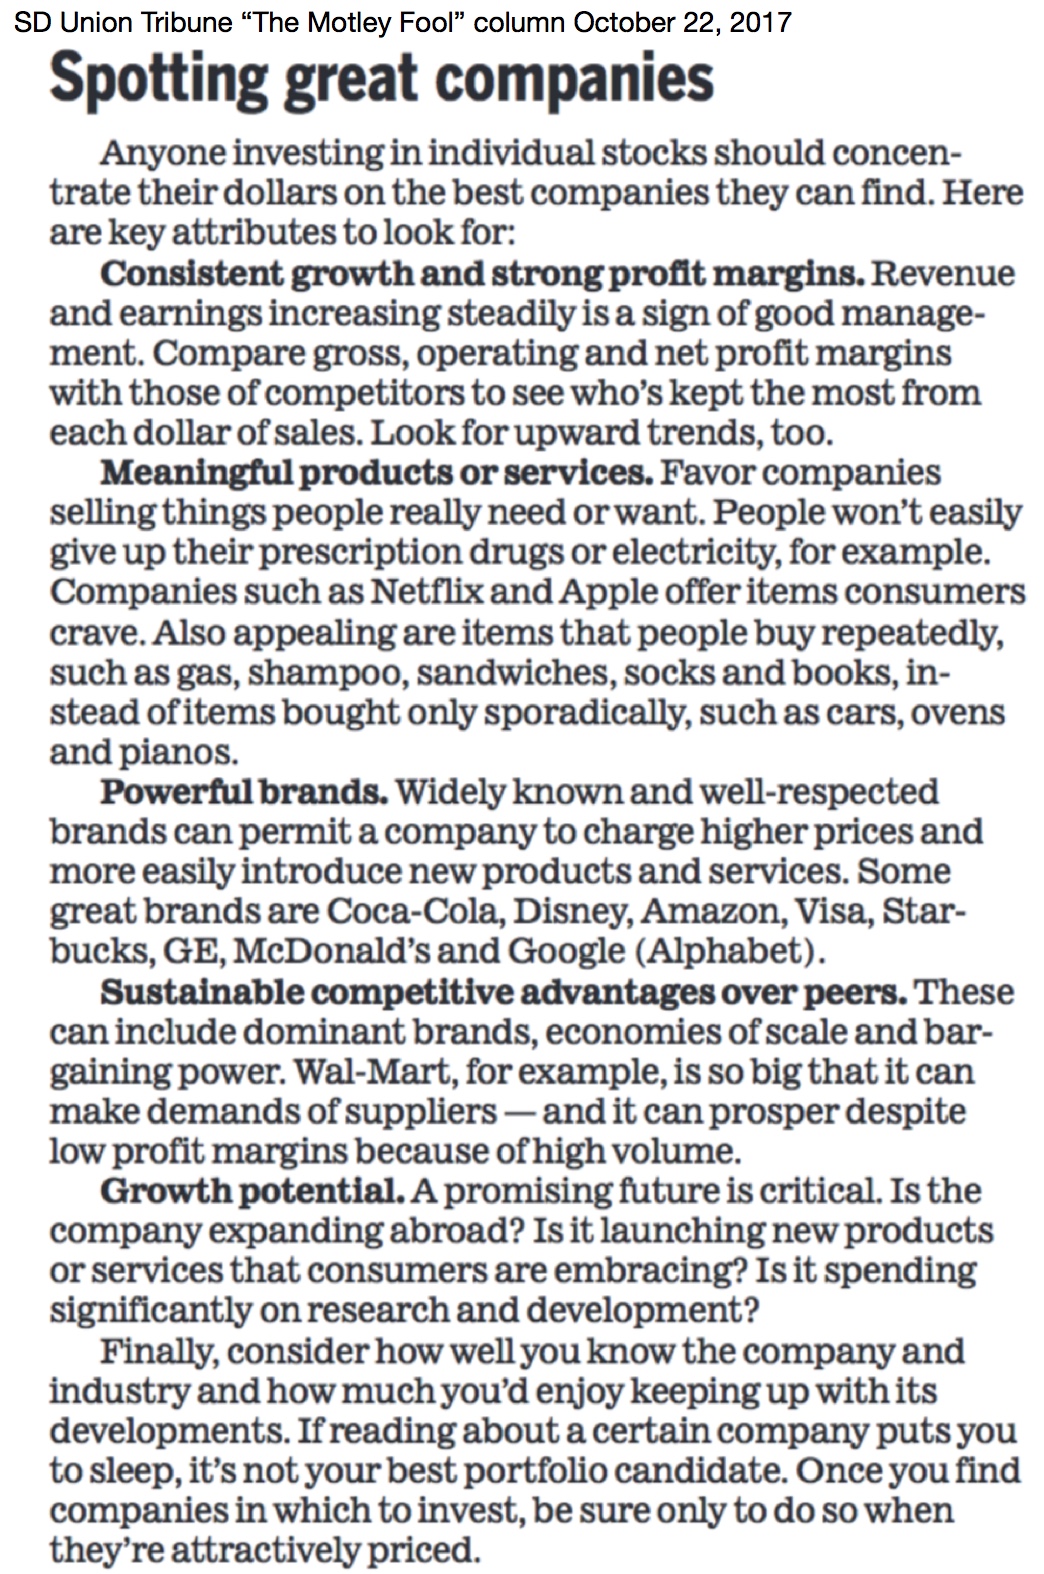 SD Union Tribune “The Motley Fool” column October 22, 2017
Spotting great companies
Anyone investing in individual stocks should concen-
trate their dollars on the best companies they can find. Here
are key attributes to look for:
Consistent growth and strong profit margins. Revenue
and earnings increasing steadily is a sign of good manage-
ment. Compare gross, operating and net profit margins
with those of competitors to see who’s kept the most from
each dollar of sales. Look for upward trends, too.
Meaningful products or services. Favor companies
selling things people really need or want. People won’t easily
give up their prescription drugs or electricity, for example.
Companies such as Netflix and Apple offer items consumers
crave. Also appealing are items that people buy repeatedly,
such as gas, shampoo, sandwiches, socks and books, in-
stead of items bought only sporadically, such as cars, ovens
and pianos.
Powerful brands. Widely known and well-respected
brands can permit a company to charge higher prices and
more easily introduce new products and services. Some
great brands are Coca-Cola, Disney, Amazon, Visa, Star-
bucks, GE, McDonald’s and Google (Alphabet).
Sustainable competitive advantages over peers. These
can include dominant brands, economies of scale and bar-
gaining power. Wal-Mart, for example, is so big that it can
make demands of suppliers — and it can prosper despite
low profit margins because of high volume.
Growth potential. A promising future is critical. Is the
company expanding abroad? Is it launching new products
or services that consumers are embracing? Is it spending
significantly on research and development?
Finally, consider how well you know the company and
industry and how much you’d enjoy keeping up with its
developments. If reading about a certain company puts you
to sleep, it’s not your best portfolio candidate. Once you find
companies in which to invest, be sure only to do so when
they’re attractively priced.